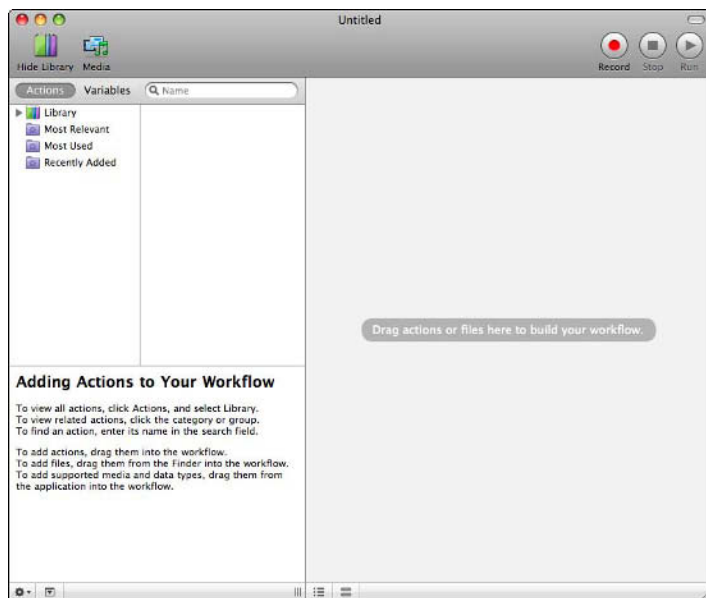 Untitled
Hide Library Media
Record Stop Run
Actions Variables Name
Library
Most Relevant
Most Used
Recently Added
Drag actions or files here to build your workflow.
Adding Actions to Your Workflow
To view all actions, click Actions, and select Library.
To view related actions, click the category or group.
To find an action, enter its name in the search field.
To add actions, drag them into the workflow.
To add files, drag them from the Finder into the workflow.
To add supported media and data types, drag them from
the application into the workflow.